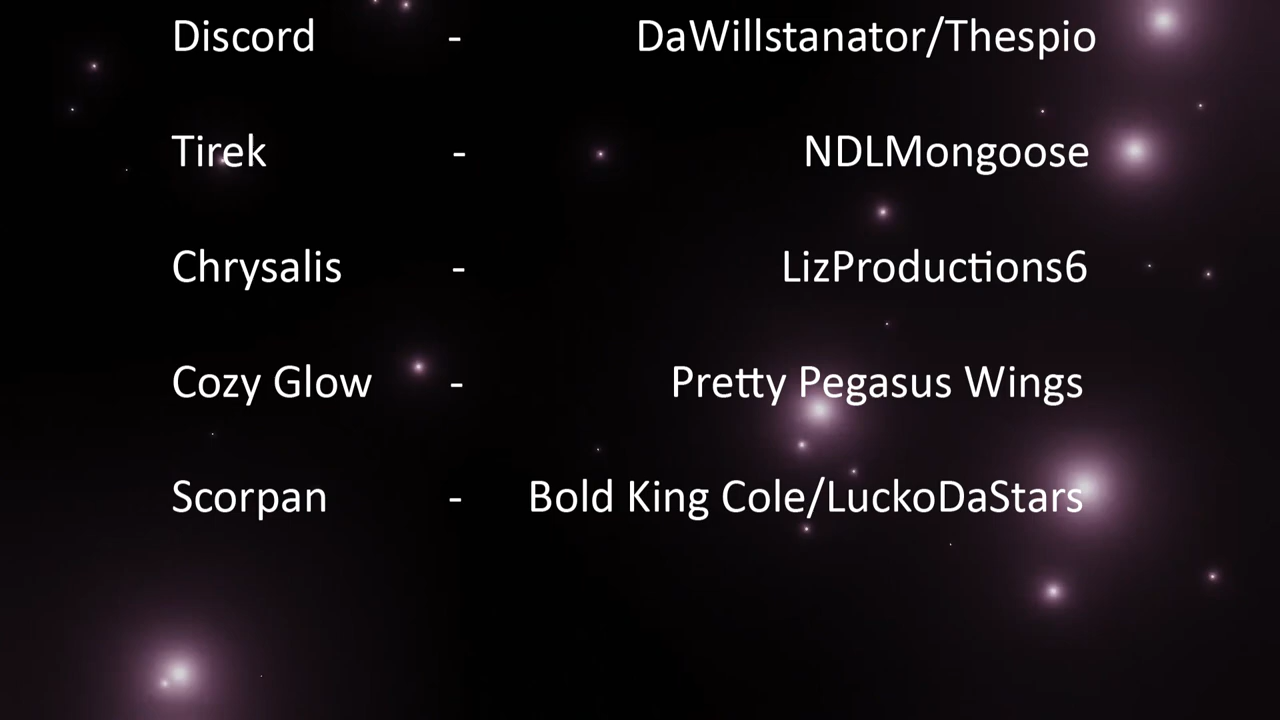 Discord - DaWillstanator/Thespio
Tirek - NDLMongoose
Chrysalis - LizProductions6
Cozy Glow - Pretty Pegasus Wings
Scorpan - Bold King Cole/LuckoDaStars